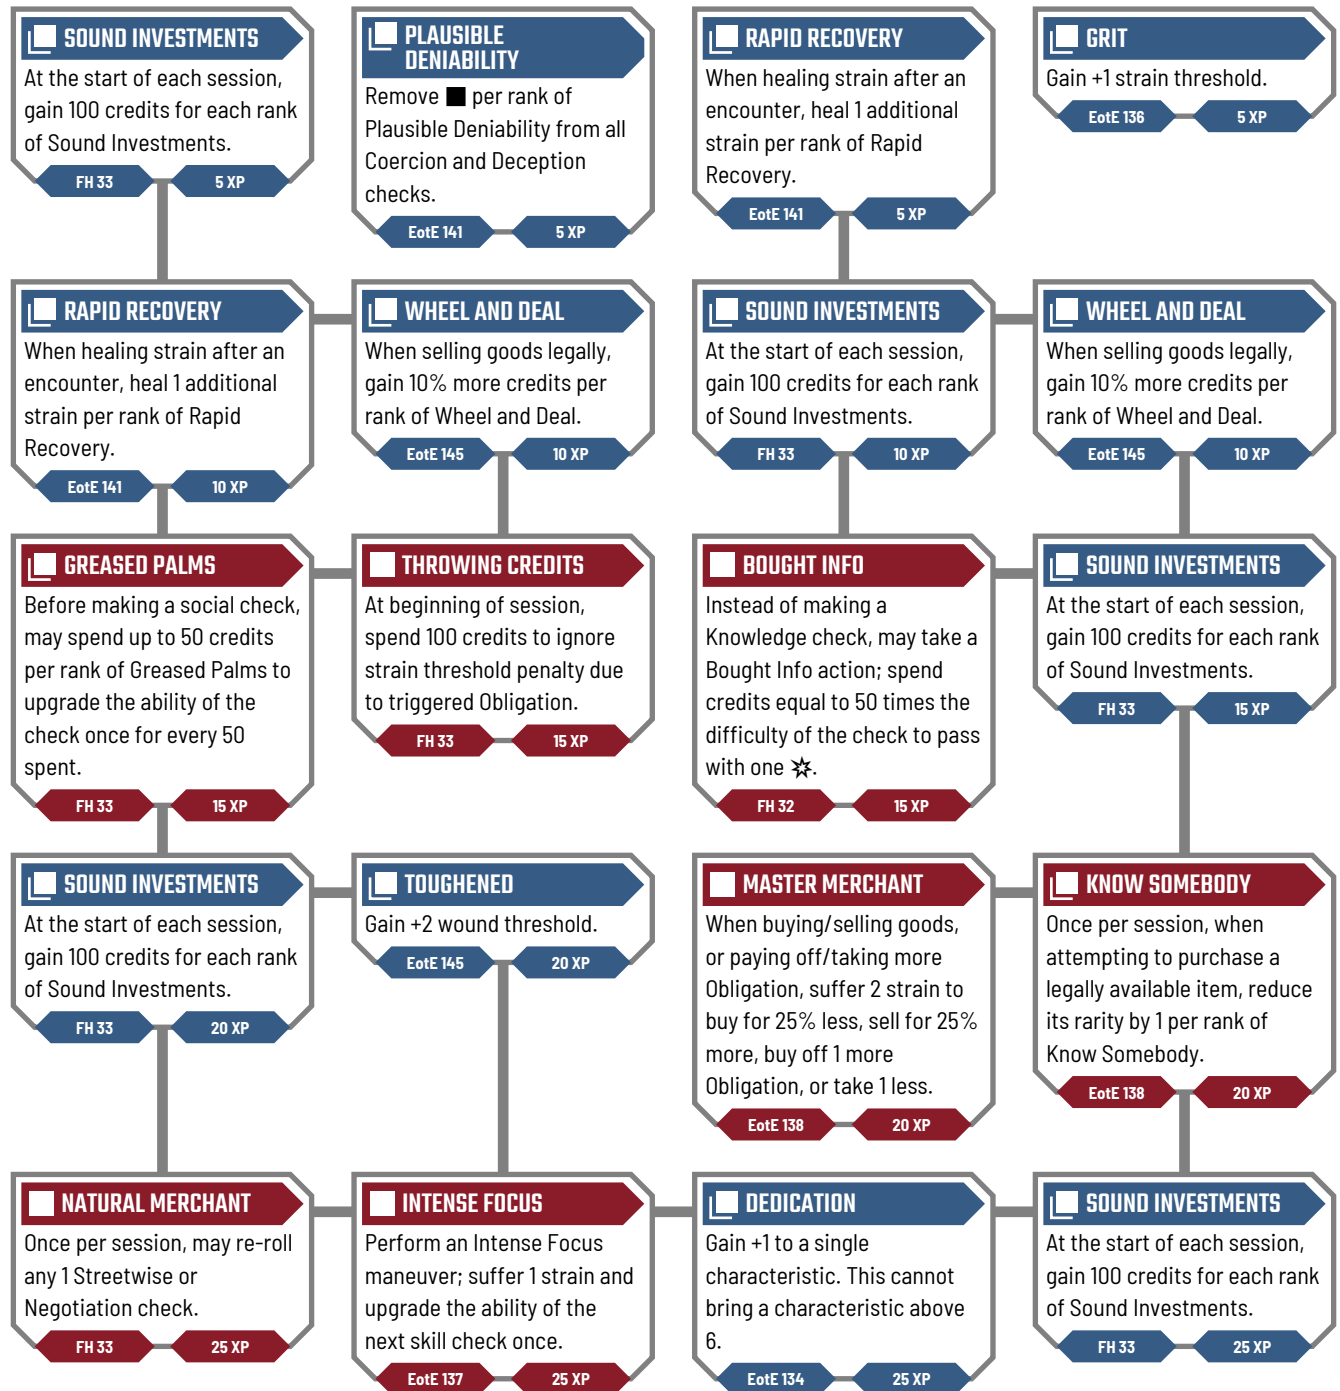 SOUND INVESTMENTS
At the start of each session,
gain 100 credits for each rank
of Sound Investments.
FH 33
5 XP
PLAUSIBLE
DENIABILITY
Remove ■ per rank of
Plausible Deniability from all
Coercion and Deception
checks.
EotE 141
5 XP
RAPID RECOVERY
When healing strain after an
encounter, heal 1 additional
strain per rank of Rapid
Recovery.
EotE 141
5 XP
GRIT
Gain +1 strain threshold.
EotE 136
5 XP
RAPID RECOVERY
When healing strain after an
encounter, heal 1 additional
strain per rank of Rapid
Recovery.
EotE 141
10 XP
WHEEL AND DEAL
When selling goods legally,
gain 10% more credits per
rank of Wheel and Deal.
EotE 145
10 XP
SOUND INVESTMENTS
At the start of each session,
gain 100 credits for each rank
of Sound Investments.
FH 33
10 XP
WHEEL AND DEAL
When selling goods legally,
gain 10% more credits per
rank of Wheel and Deal.
EotE 145
10 XP
GREASED PALMS
Before making a social check,
may spend up to 50 credits
per rank of Greased Palms to
upgrade the ability of the
check once for every 50
spent.
FH 33
15 XP
THROWING CREDITS
At beginning of session,
spend 100 credits to ignore
strain threshold penalty due
to triggered Obligation.
FH 33
15 XP
BOUGHT INFO
Instead of making a
Knowledge check, may take a
Bought Info action; spend
credits equal to 50 times the
difficulty of the check to pass
with one .
FH 32
15 XP
SOUND INVESTMENTS
At the start of each session,
gain 100 credits for each rank
of Sound Investments.
FH 33
15 XP
SOUND INVESTMENTS
At the start of each session,
gain 100 credits for each rank
of Sound Investments.
FH 33
20 XP
TOUGHENED
Gain +2 wound threshold.
EotE 145
20 XP
MASTER MERCHANT
When buying/selling goods,
or paying off/taking more
Obligation, suffer 2 strain to
buy for 25% less, sell for 25%
more, buy off 1 more
Obligation, or take 1 less.
EotE 138
20 XP
KNOW SOMEBODY
Once per session, when
attempting to purchase a
legally available item, reduce
its rarity by 1 per rank of
Know Somebody.
EotE 138
20 XP
NATURAL MERCHANT
Once per session, may re-roll
any 1 Streetwise or
Negotiation check.
FH 33
25 XP
INTENSE FOCUS
Perform an Intense Focus
maneuver; suffer 1 strain and
upgrade the ability of the
next skill check once.
EotE 137
25 XP
DEDICATION
Gain +1 to a single
characteristic. This cannot
bring a characteristic above
6.
EotE 134
25 XP
SOUND INVESTMENTS
At the start of each session,
gain 100 credits for each rank
of Sound Investments.
FH 33
25 XP